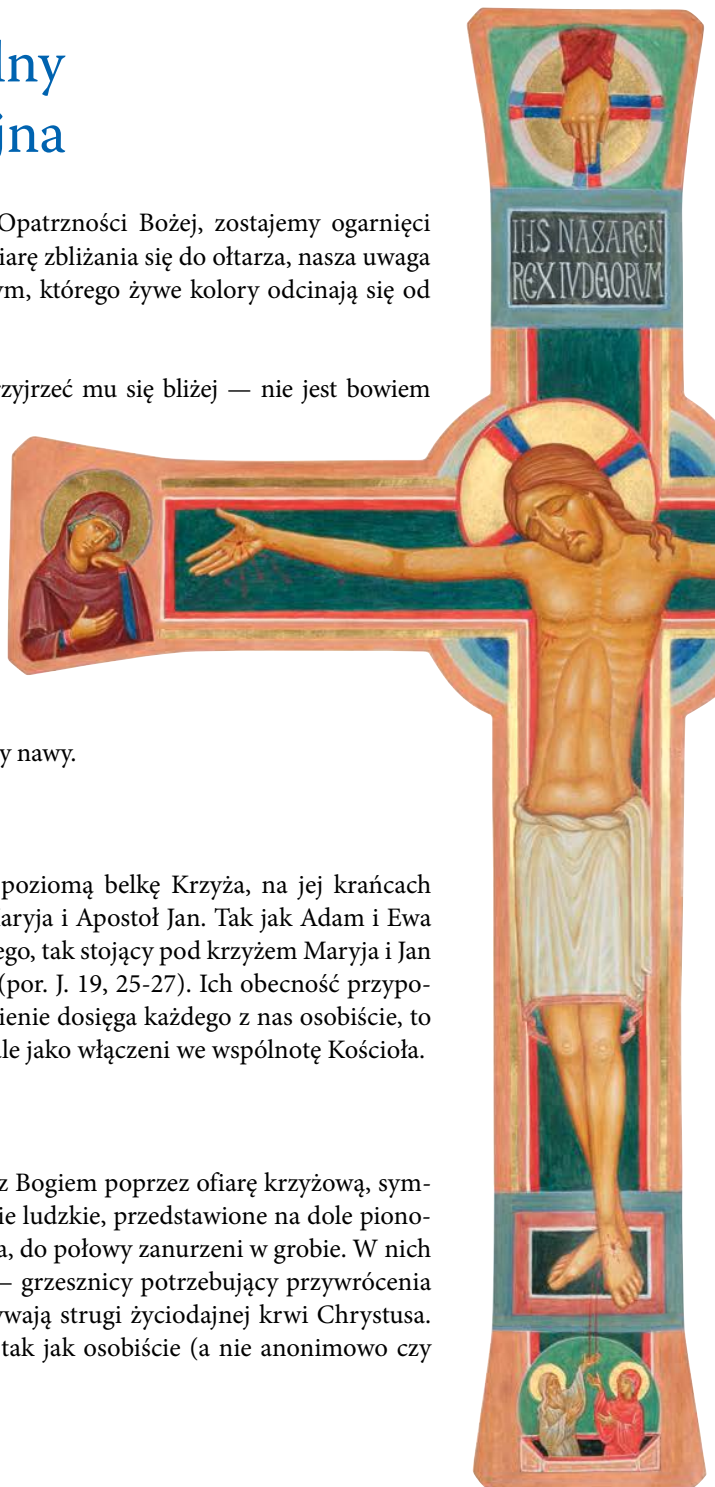 lny
jna
Opatrzności Bożej, zostajemy ogarnięci
iarę zbliżania się do ołtarza, nasza uwaga
ym, którego żywe kolory odcinają się od
rzyjrzeć mu się bliżej — nie jest bowiem
y nawy.
poziomą belkę Krzyża, na jej krańcach
Maryja i Apostoł Jan. Tak jak Adam i Ewa
ego, tak stojący pod krzyżem Maryja i Jan
(por. J. 19, 25-27). Ich obecność przypo-
ienie dosięga każdego z nas osobiście, to
ale jako włączeni we wspólnotę Kościoła.
z Bogiem poprzez ofiarę krzyżową, sym-
ie ludzkie, przedstawione na dole piono-
a, do połowy zanurzeni w grobie. W nich
– grzesznicy potrzebujący przywrócenia
ywają strugi życiodajnej krwi Chrystusa.
tak jak osobiście (a nie anonimowo czy
IHS NAZAREN
REX IVDEORVM